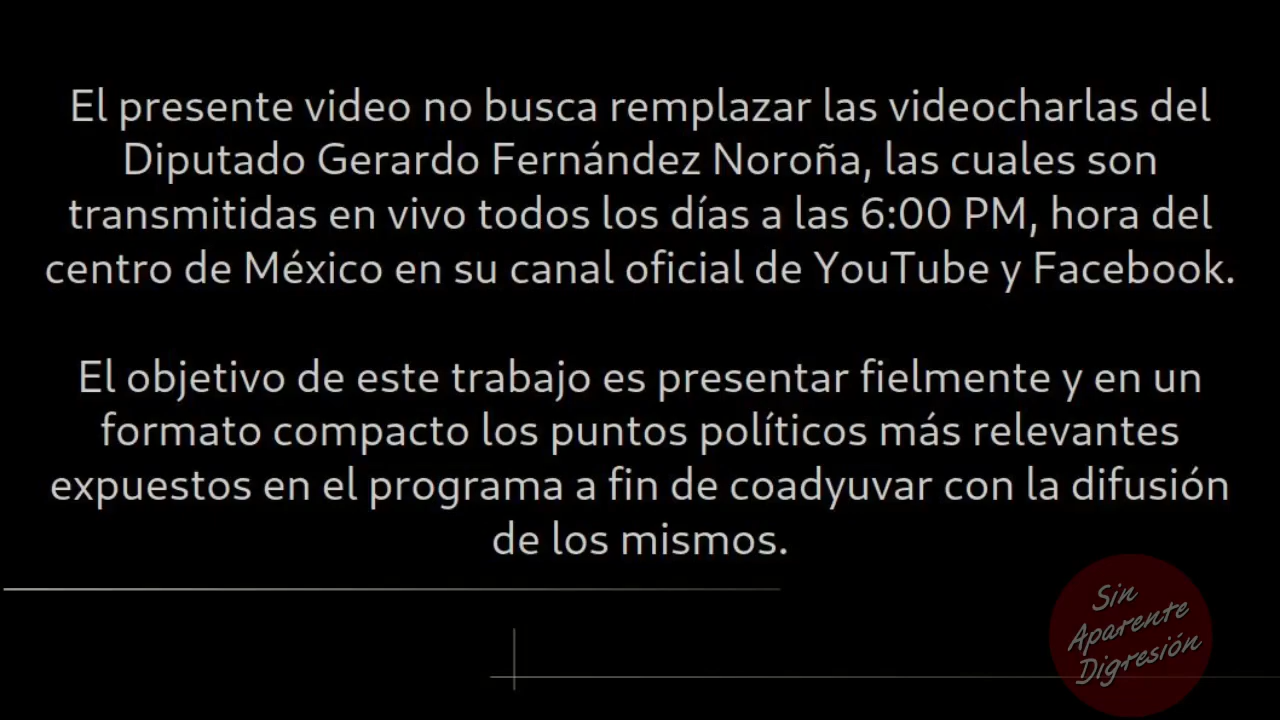 El presente video no busca remplazar las videocharlas del
Diputado Gerardo Fernández Noroña, las cuales son
transmitidas en vivo todos los días a las 6:00 PM, hora del
centro de México en su canal oficial de YouTube y Facebook.
El objetivo de este trabajo es presentar fielmente y en un
formato compacto los puntos políticos más relevantes
expuestos en el programa a fin de coadyuvar con la difusión
de los mismos.
Sin
Aparente
Digresión